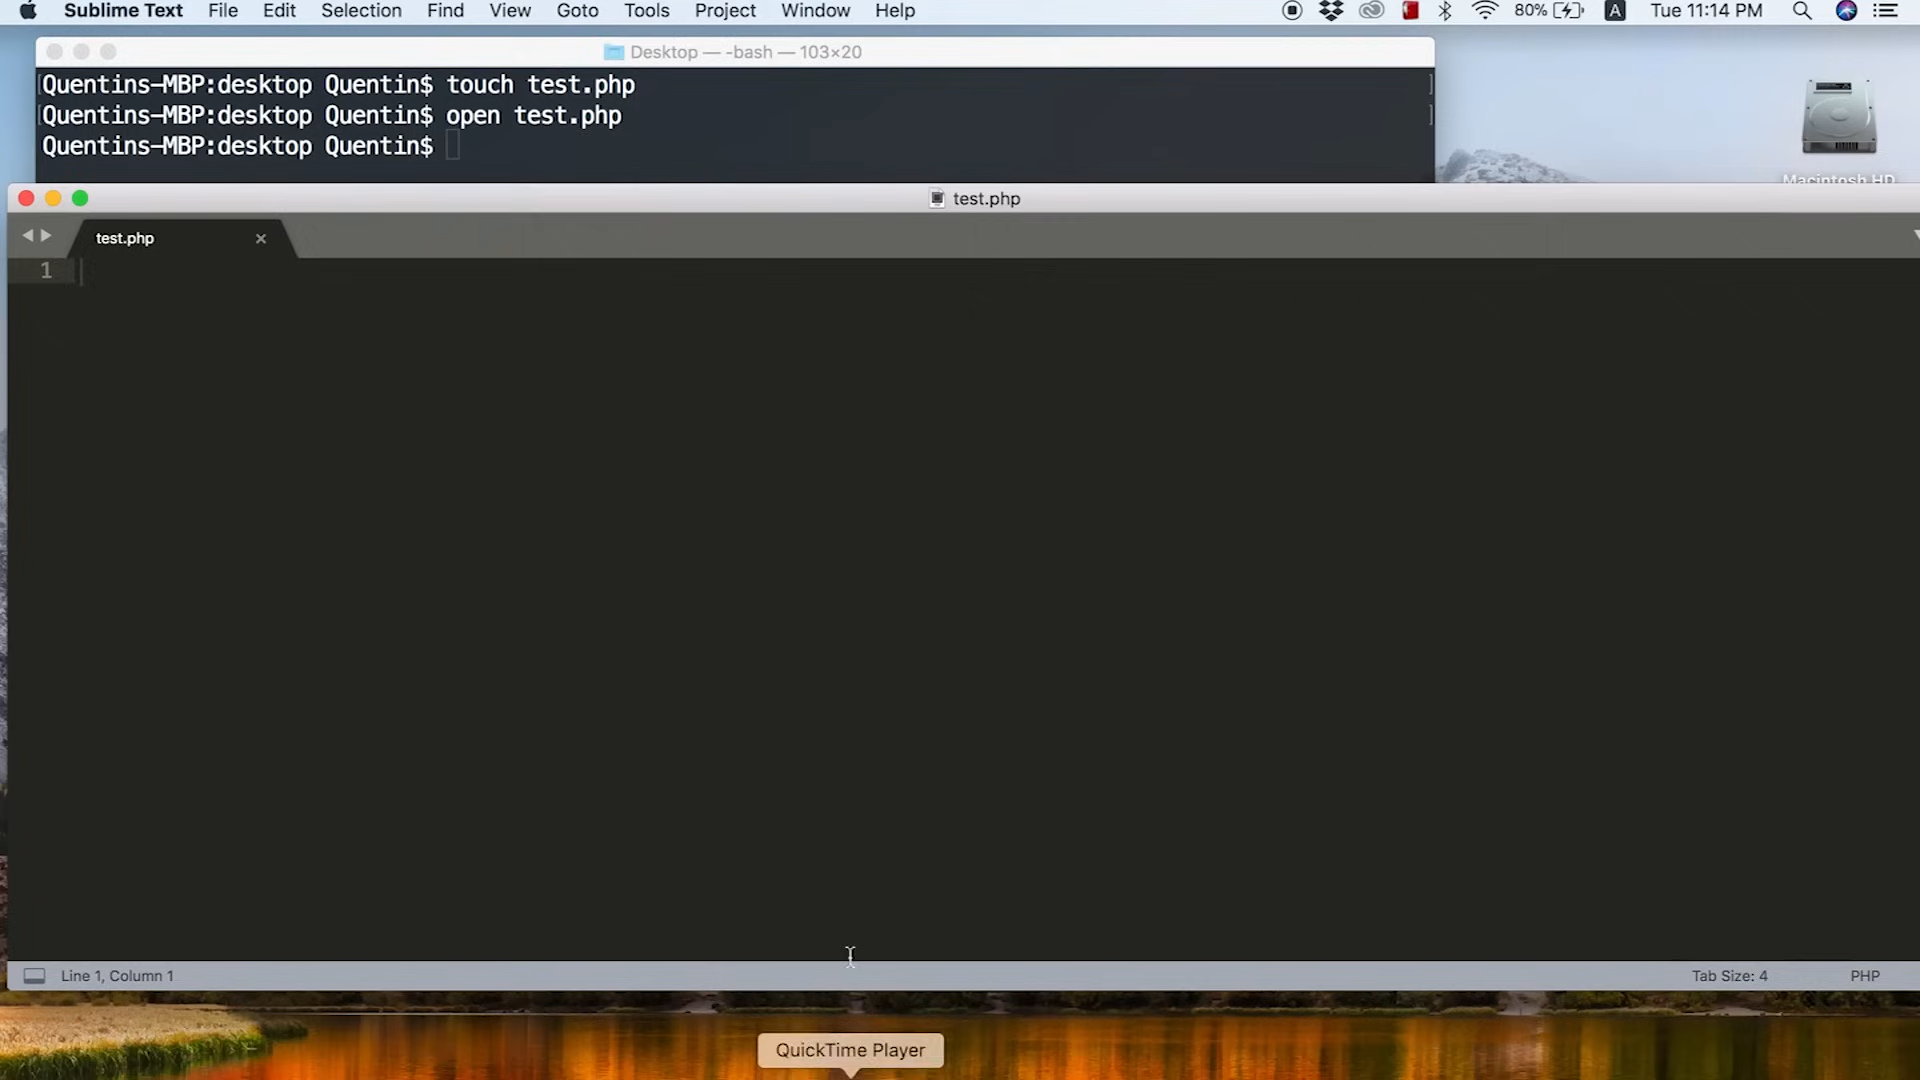 Sublime Text File Edit Selection Find View Goto Tools Project Window Help 80% A Tue 11:14 PM
Desktop — -bash — 103×20
Quentins-MBP:desktop Quentin$ touch test.php
Quentins-MBP:desktop Quentin$ open test.php
Quentins-MBP:desktop Quentin$
Macintosh HD
test.php
test.php
1
Line 1, Column 1 Tab Size: 4 PHP
QuickTime Player